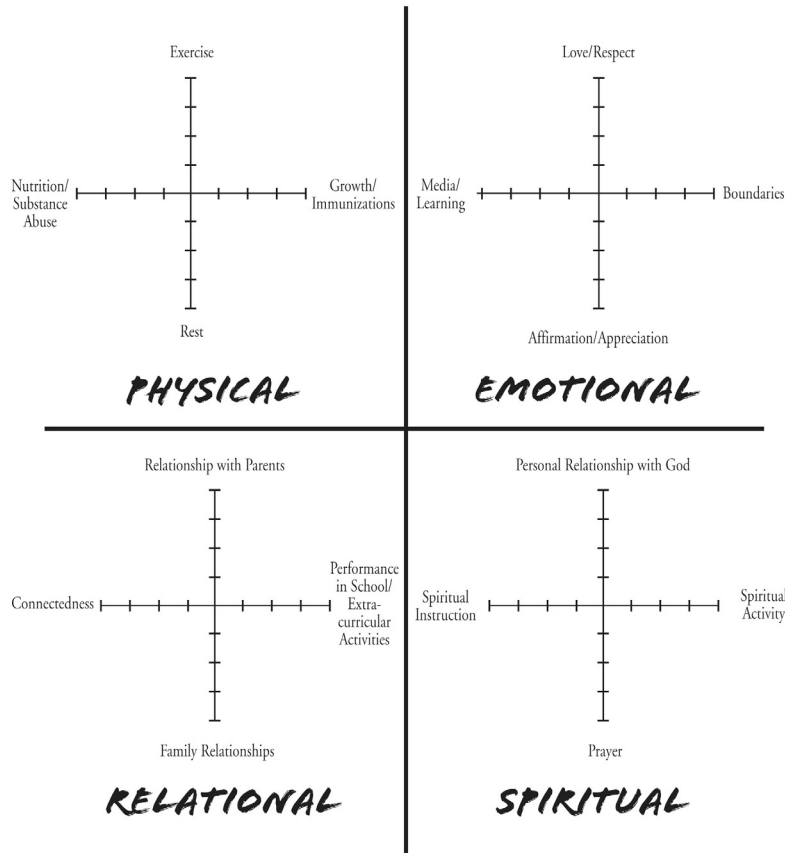 Exercise
Nutrition/
Substance
Abuse
Growth/
Immunizations
Rest
PHYSICAL
Love/Respect
Media/
Learning
Boundaries
Affirmation/Appreciation
EMOTIONAL
Relationship with Parents
Connectedness
Performance
in School/
Extra-
curricular
Activities
Family Relationships
RELATIONAL
Personal Relationship with God
Spiritual
Instruction
Spiritual
Activity
Prayer
SPIRITUAL